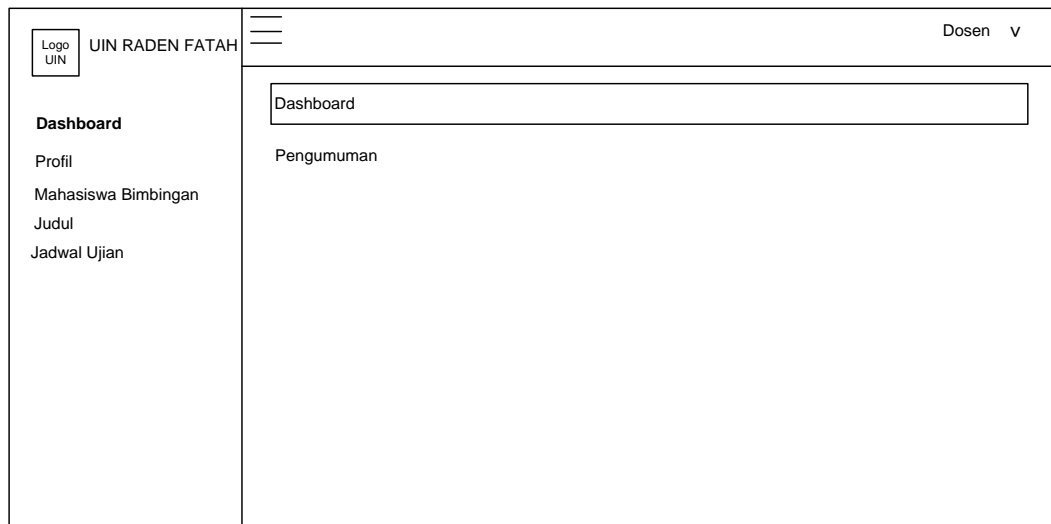 Logo
UIN
UIN RADEN FATAH
Dosen v
Dashboard
Profil
Mahasiswa Bimbingan
Judul
Jadwal Ujian
Dashboard
Pengumuman